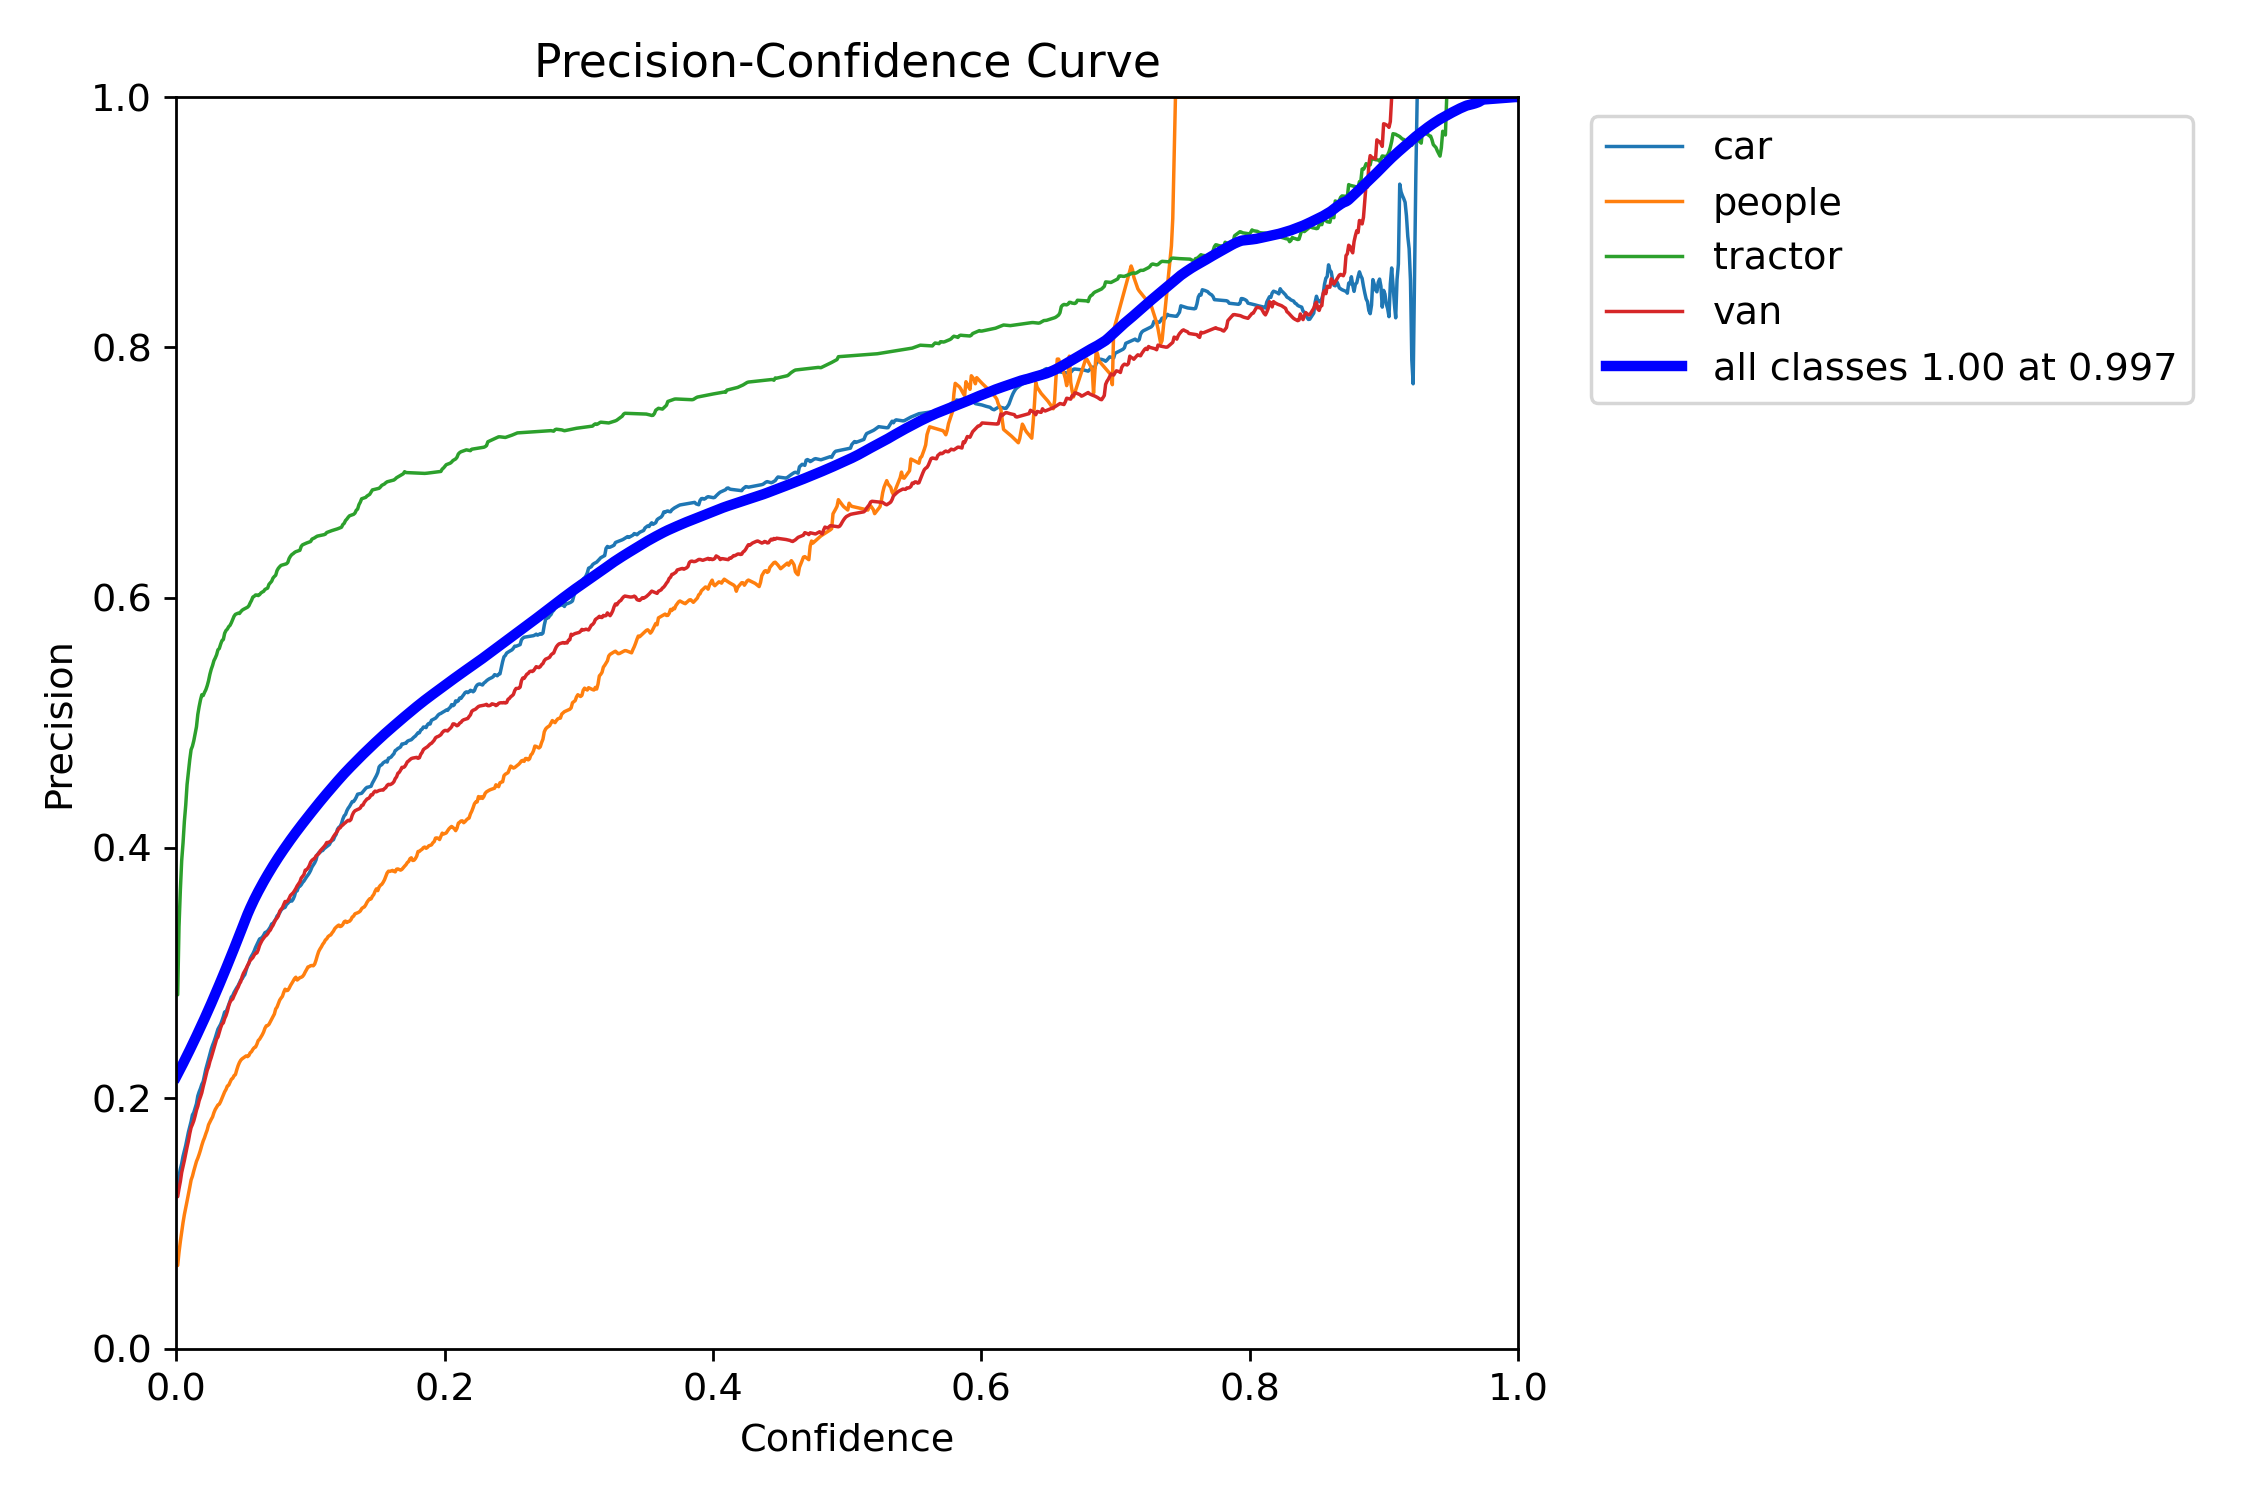 Precision-Confidence Curve
1.0
0.8
0.6
0.4
0.2
0.0
Precision
0.0 0.2 0.4 0.6 0.8 1.0
Confidence
car
people
tractor
van
all classes 1.00 at 0.997